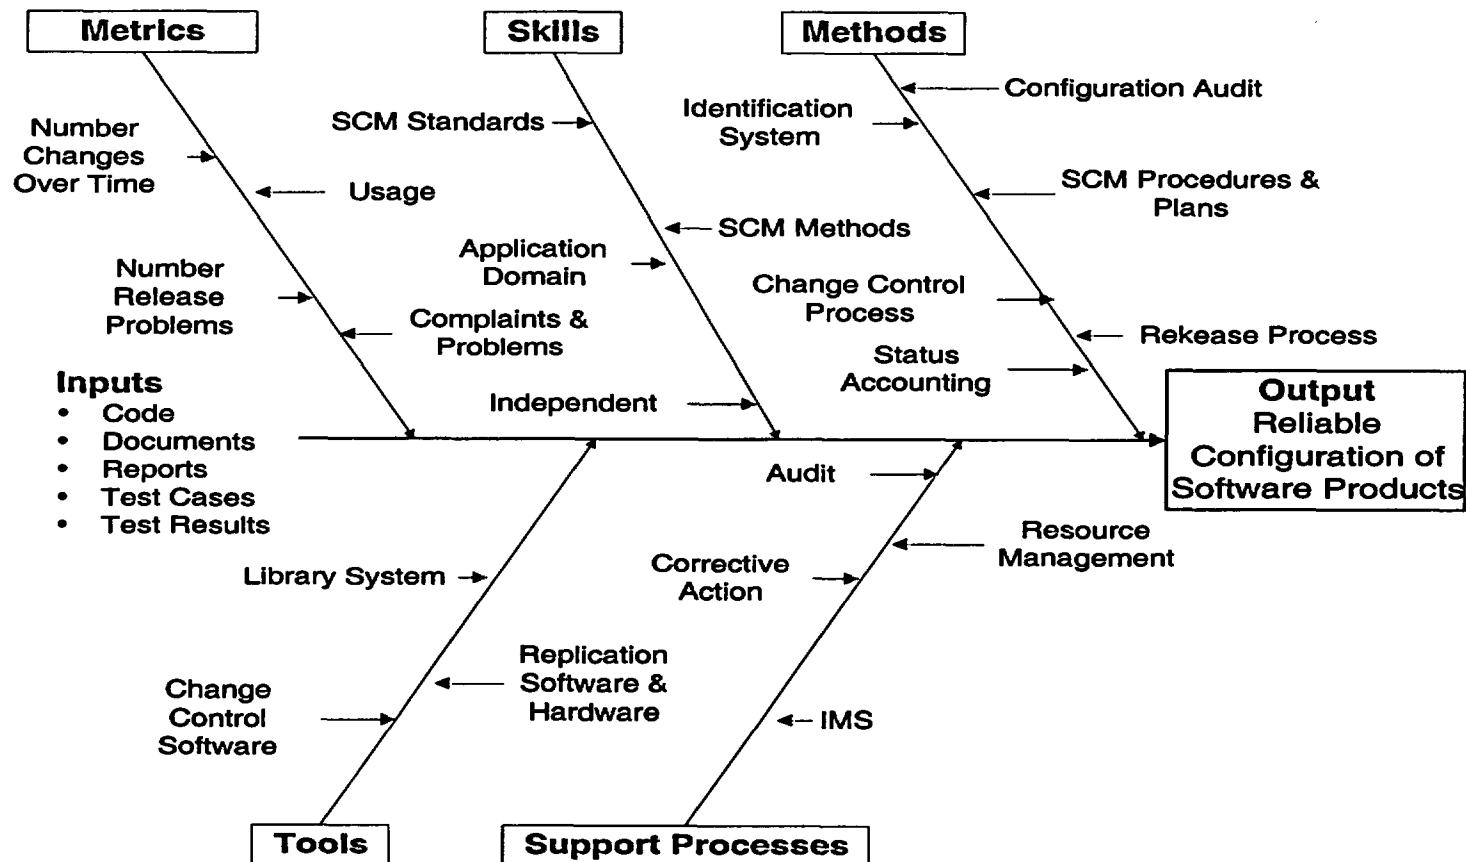 Metrics
Skills
Methods
Configuration Audit
Identification
System
SCM Standards
Number
Changes
Over Time
Usage
SCM Procedures &
Plans
SCM Methods
Application
Domain
Number
Release
Problems
Change Control
Process
Complaints &
Problems
Rekease Process
Status
Accounting
Independent
Inputs
• Code
• Documents
• Reports
• Test Cases
• Test Results
Output
Reliable
Configuration of
Software Products
Audit
Resource
Management
Corrective
Action
Library System
Replication
Software &
Hardware
Change
Control
Software
IMS
Tools
Support Processes